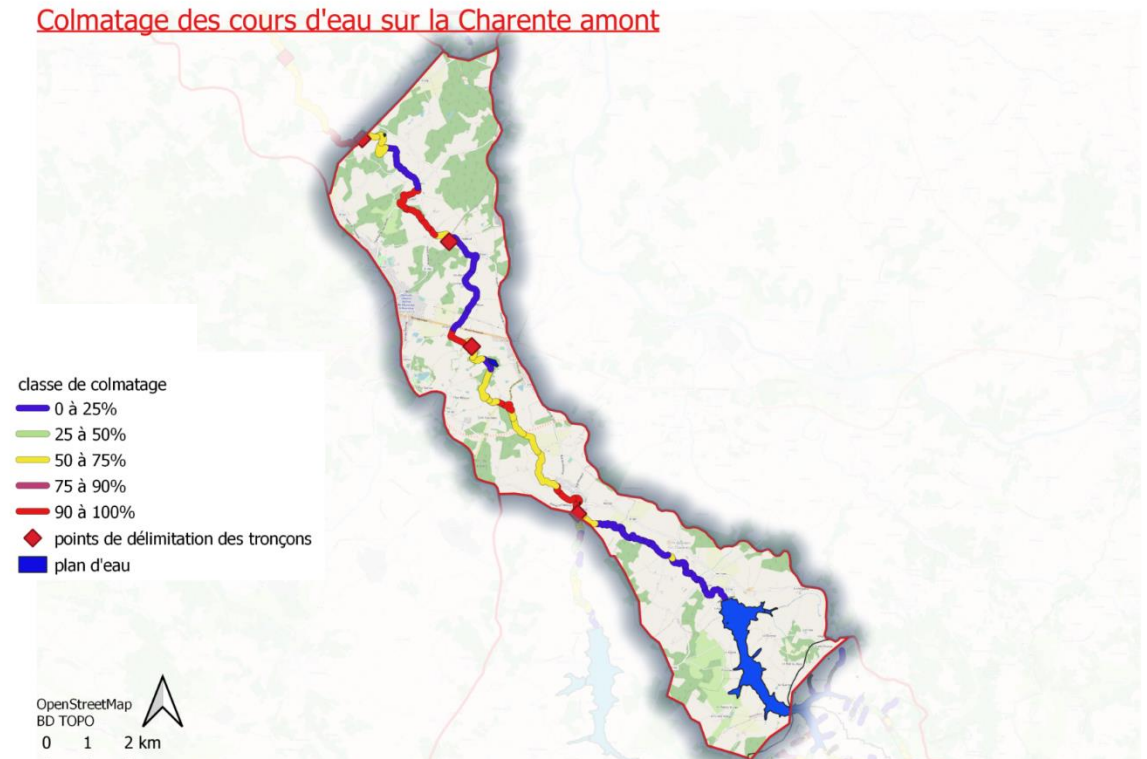 Colmatage des cours d'eau sur la Charente amont
classe de colmatage
0 à 25%
25 à 50%
50 à 75%
75 à 90%
90 à 100%
points de délimitation des tronçons
plan d'eau
OpenStreetMap
BD TOPO
0 1 2 km